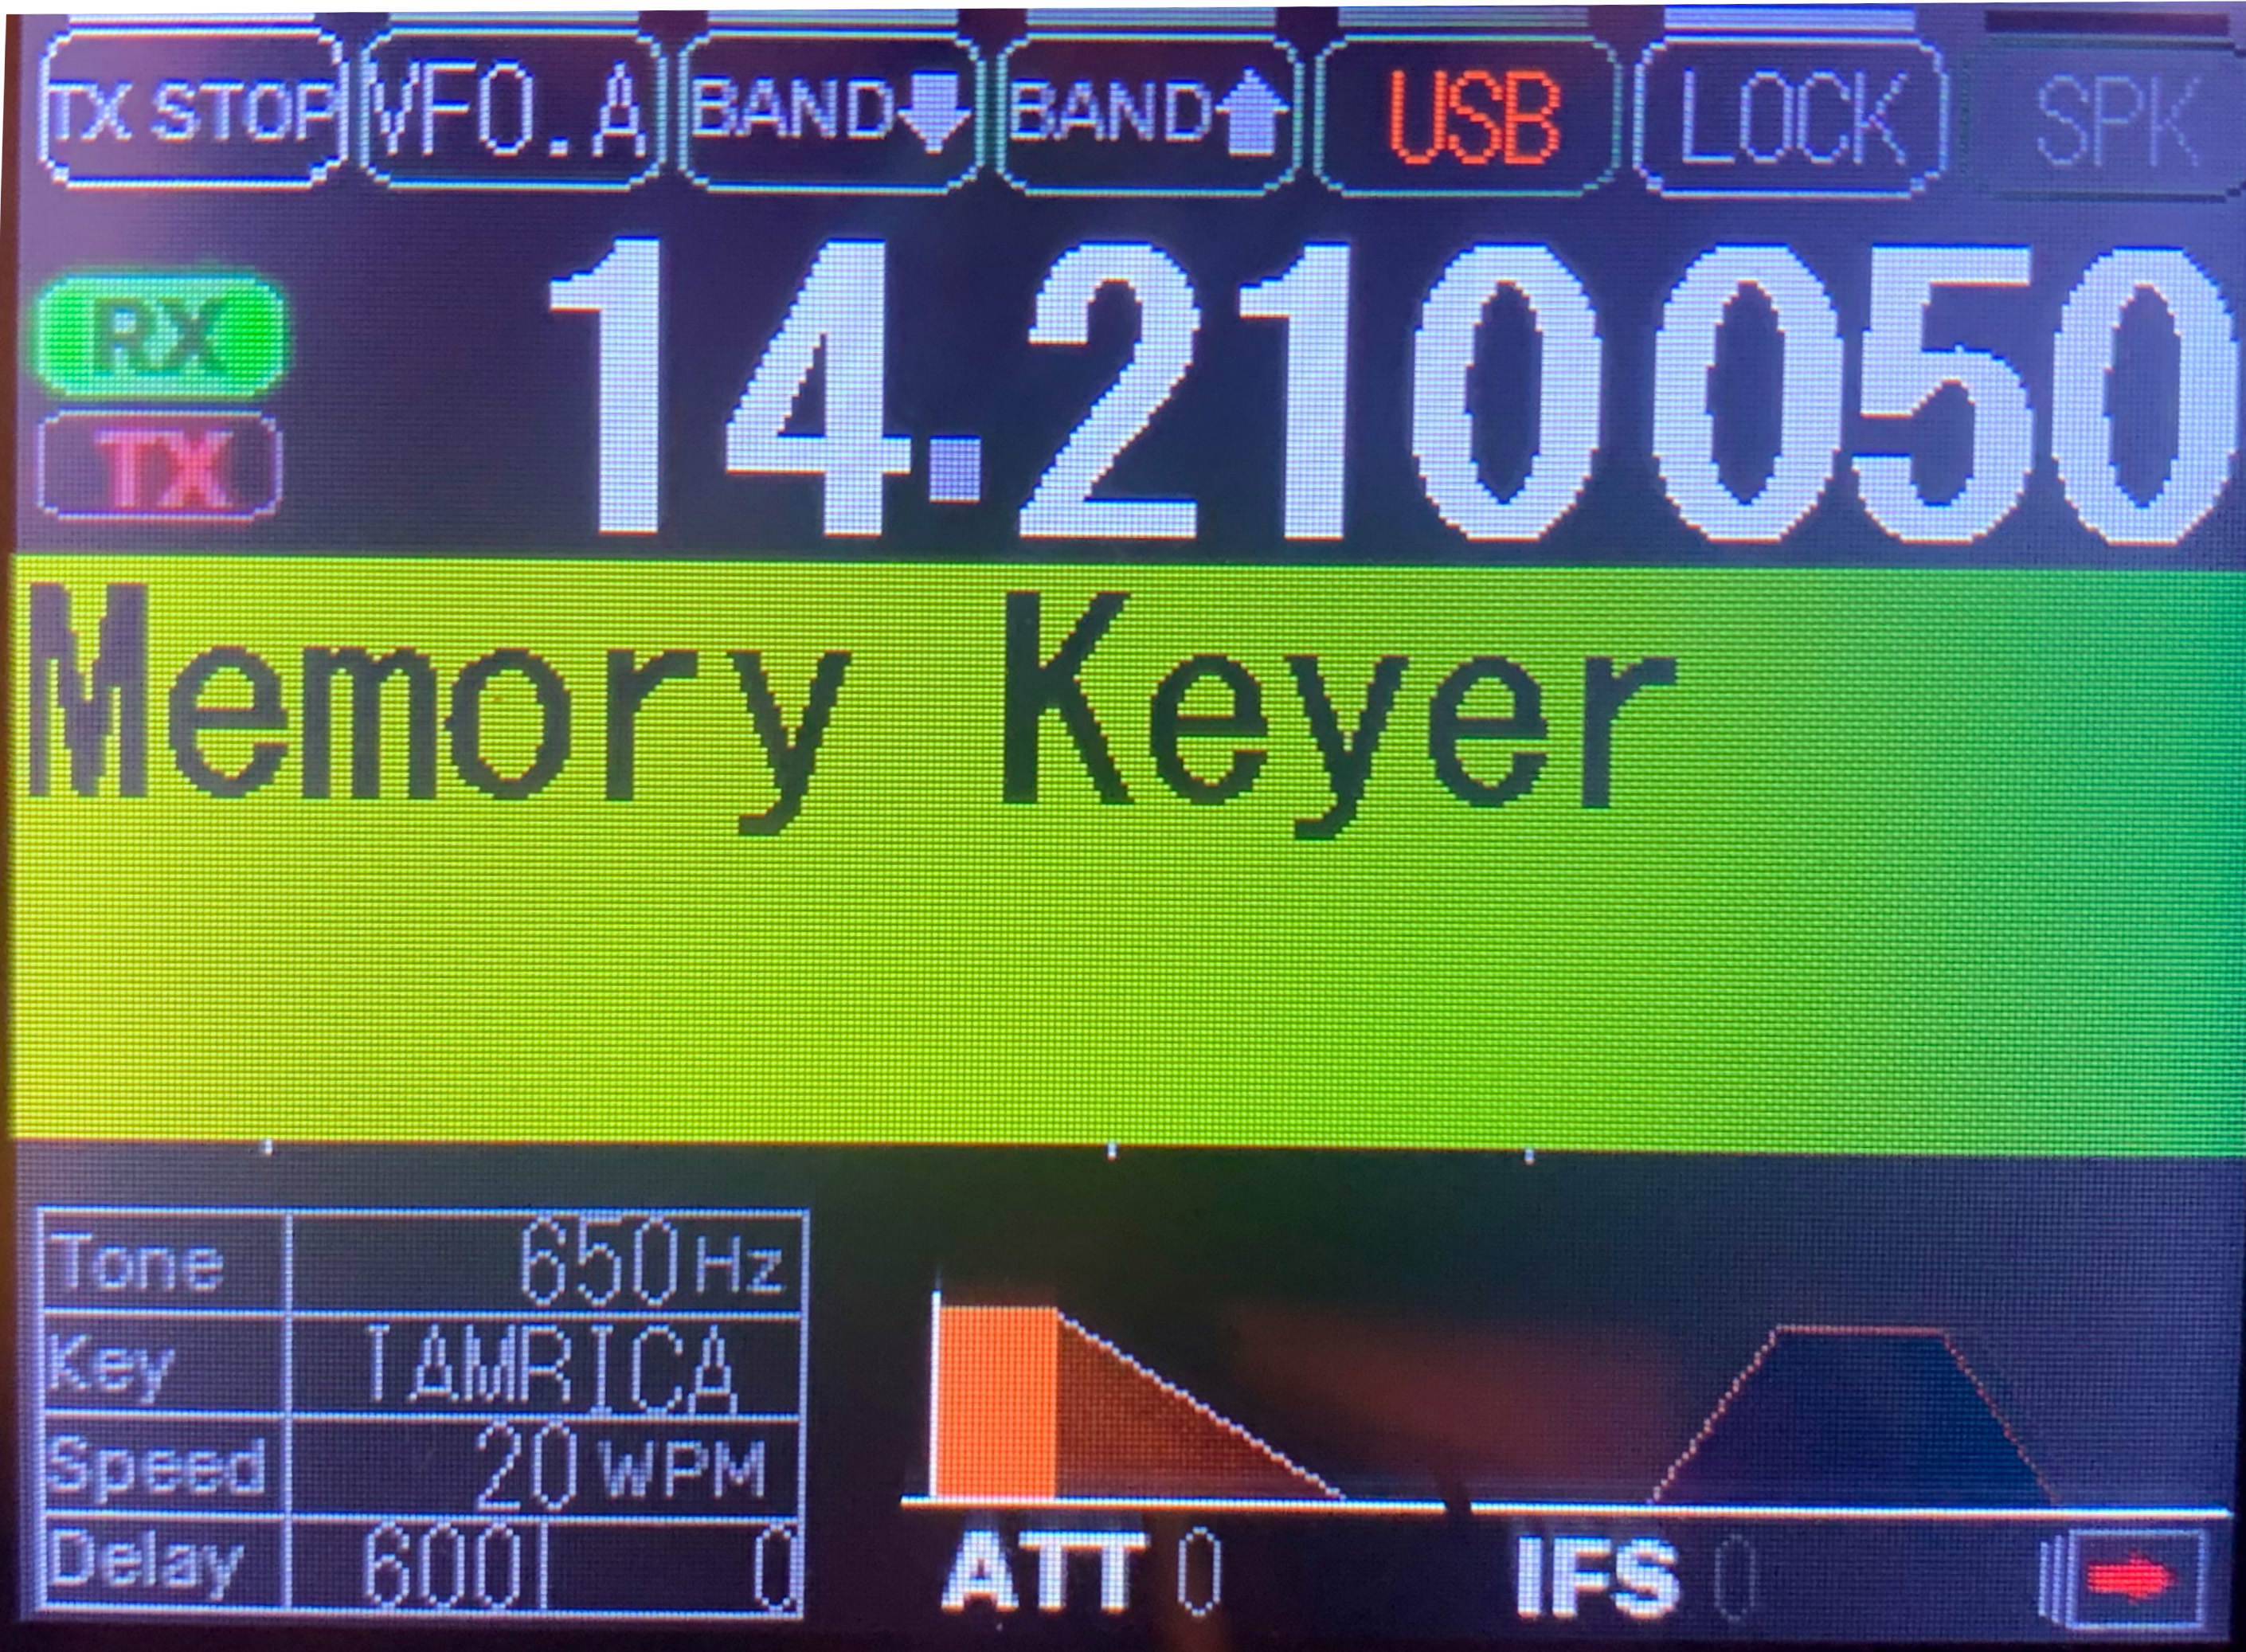 TX STOP VFO.A BAND⬇ BAND⬆ USB LOCK SPK
RX
14.210050
TX
Memory Keyer
Tone 650 Hz
Key IAMRICA
Speed 20 WPM
Delay 600 0
ATT 0 IFS 0